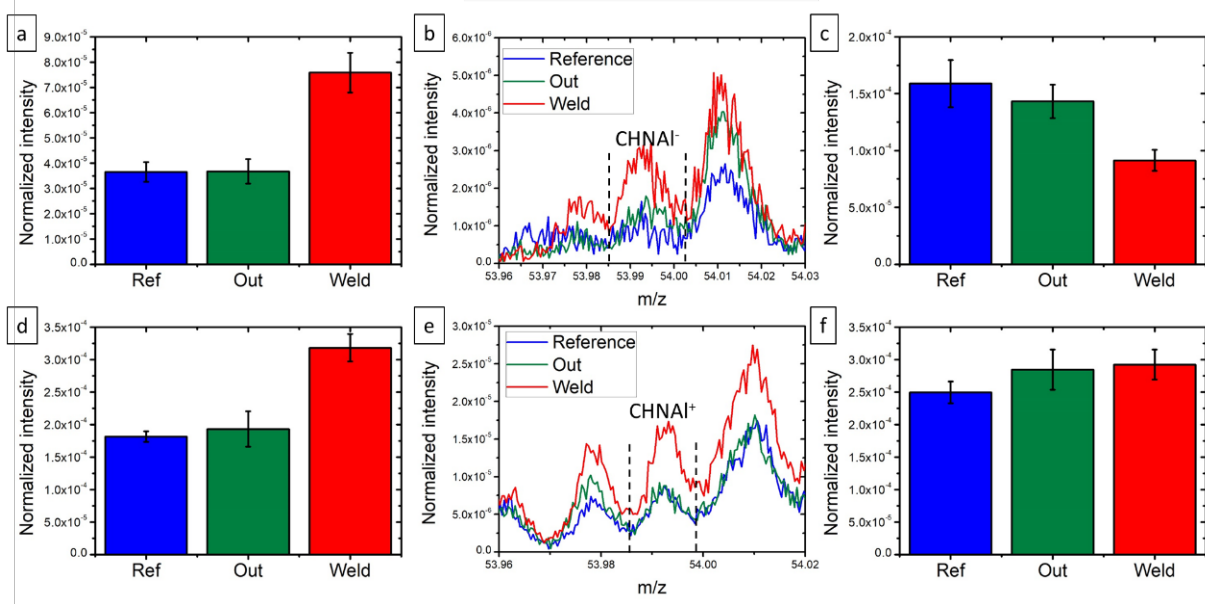 a
Normalized intensity
9.0x10-5
8.0x10-5
7.0x10-5
6.0x10-5
5.0x10-5
4.0x10-5
3.0x10-5
2.0x10-5
1.0x10-5
0.0
Ref Out Weld
b
Normalized intensity
6.0x10-6
5.0x10-6
4.0x10-6
3.0x10-6
2.0x10-6
1.0x10-6
0.0
Reference
Out
Weld
CHNAl-
53.96 53.97 53.98 53.99 54.00 54.01 54.02 54.03
m/z
c
Normalized intensity
2.0x10-4
1.5x10-4
1.0x10-4
5.0x10-5
0.0
Ref Out Weld
d
Normalized intensity
3.5x10-4
3.0x10-4
2.5x10-4
2.0x10-4
1.5x10-4
1.0x10-4
5.0x10-5
0.0
Ref Out Weld
e
Normalized intensity
3.0x10-5
2.5x10-5
2.0x10-5
1.5x10-5
1.0x10-5
5.0x10-6
0.0
Reference
Out
Weld
CHNAl+
53.96 53.98 54.00 54.02
m/z
f
Normalized intensity
3.5x10-4
3.0x10-4
2.5x10-4
2.0x10-4
1.5x10-4
1.0x10-4
5.0x10-5
0.0
Ref Out Weld